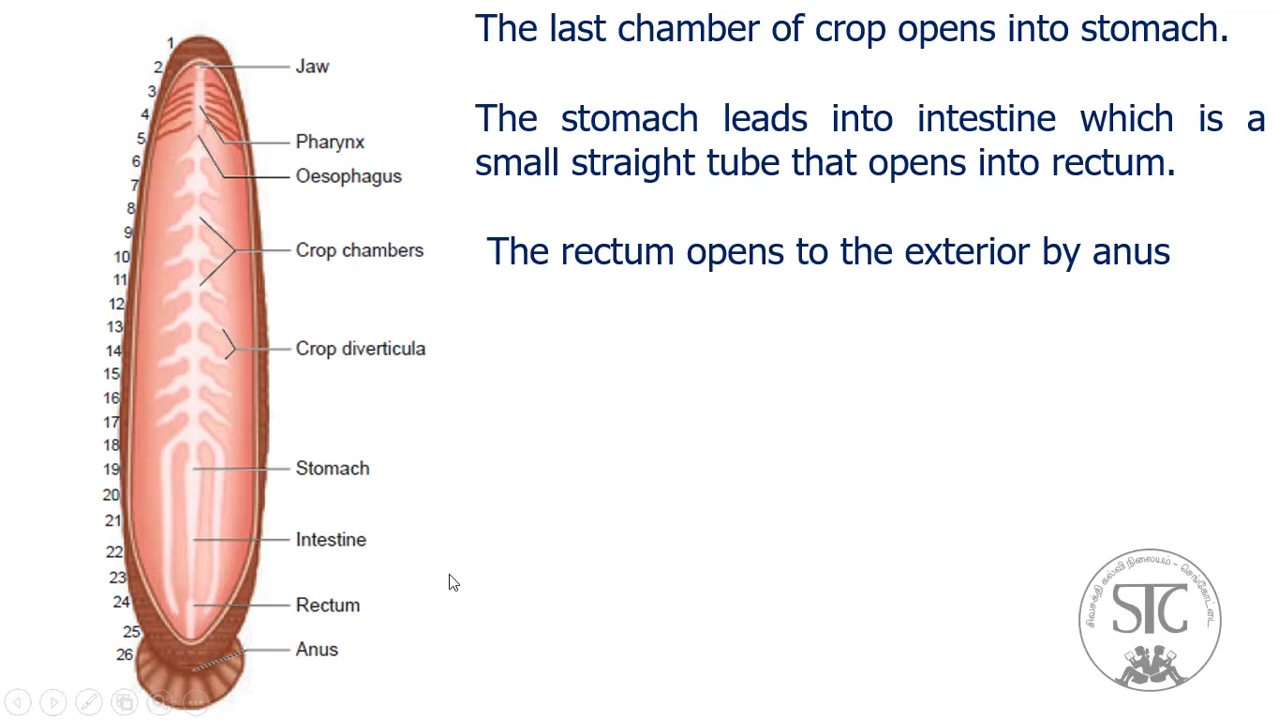 The last chamber of crop opens into stomach.
The stomach leads into intestine which is a
small straight tube that opens into rectum.
The rectum opens to the exterior by anus
1
2
3
4
5
6
7
8
9
10
11
12
13
14
15
16
17
18
19
20
21
22
23
24
25
26
Jaw
Pharynx
Oesophagus
Crop chambers
Crop diverticula
Stomach
Intestine
Rectum
Anus
சிவசக்தி கல்வி நிலையம் - செங்கோட்டை
STC